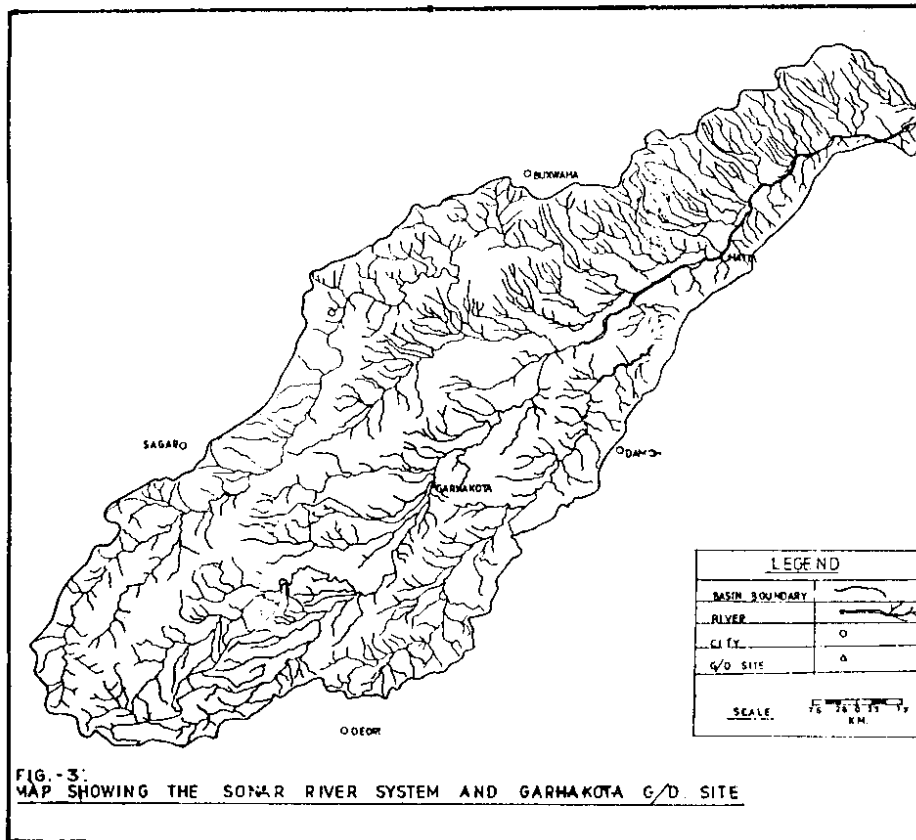 BUXWAHA
HATTA
SAGAR
DAMOH
GARHAKOTA
DEORI
LEGEND
BASIN BOUNDARY
RIVER
CITY
G/D SITE
SCALE
KM.
FIG.-3:
MAP SHOWING THE SONAR RIVER SYSTEM AND GARHAKOTA G/D SITE